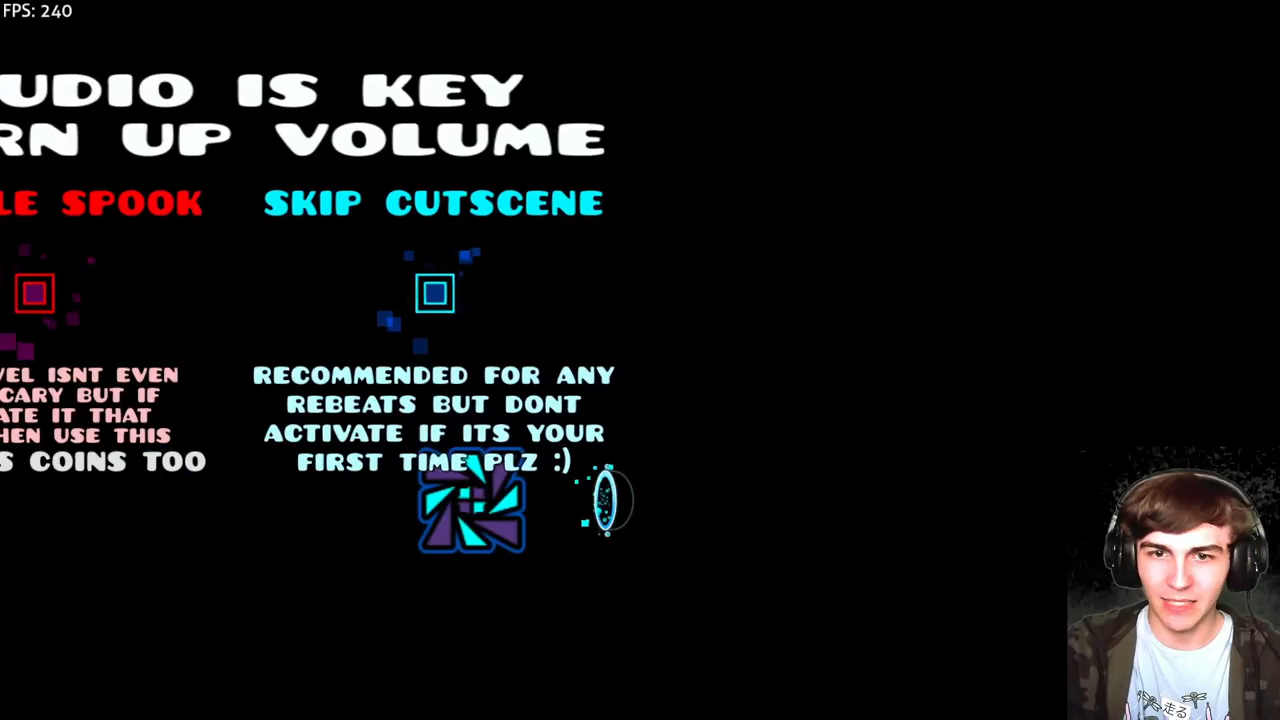 FPS: 240
UDIO IS KEY
RN UP VOLUME
LE SPOOK
SKIP CUTSCENE
VEL ISNT EVEN
CARY BUT IF
ATE IT THAT
HEN USE THIS
S COINS TOO
RECOMMENDED FOR ANY
REBEATS BUT DONT
ACTIVATE IF ITS YOUR
FIRST TIME PLZ :)
走る